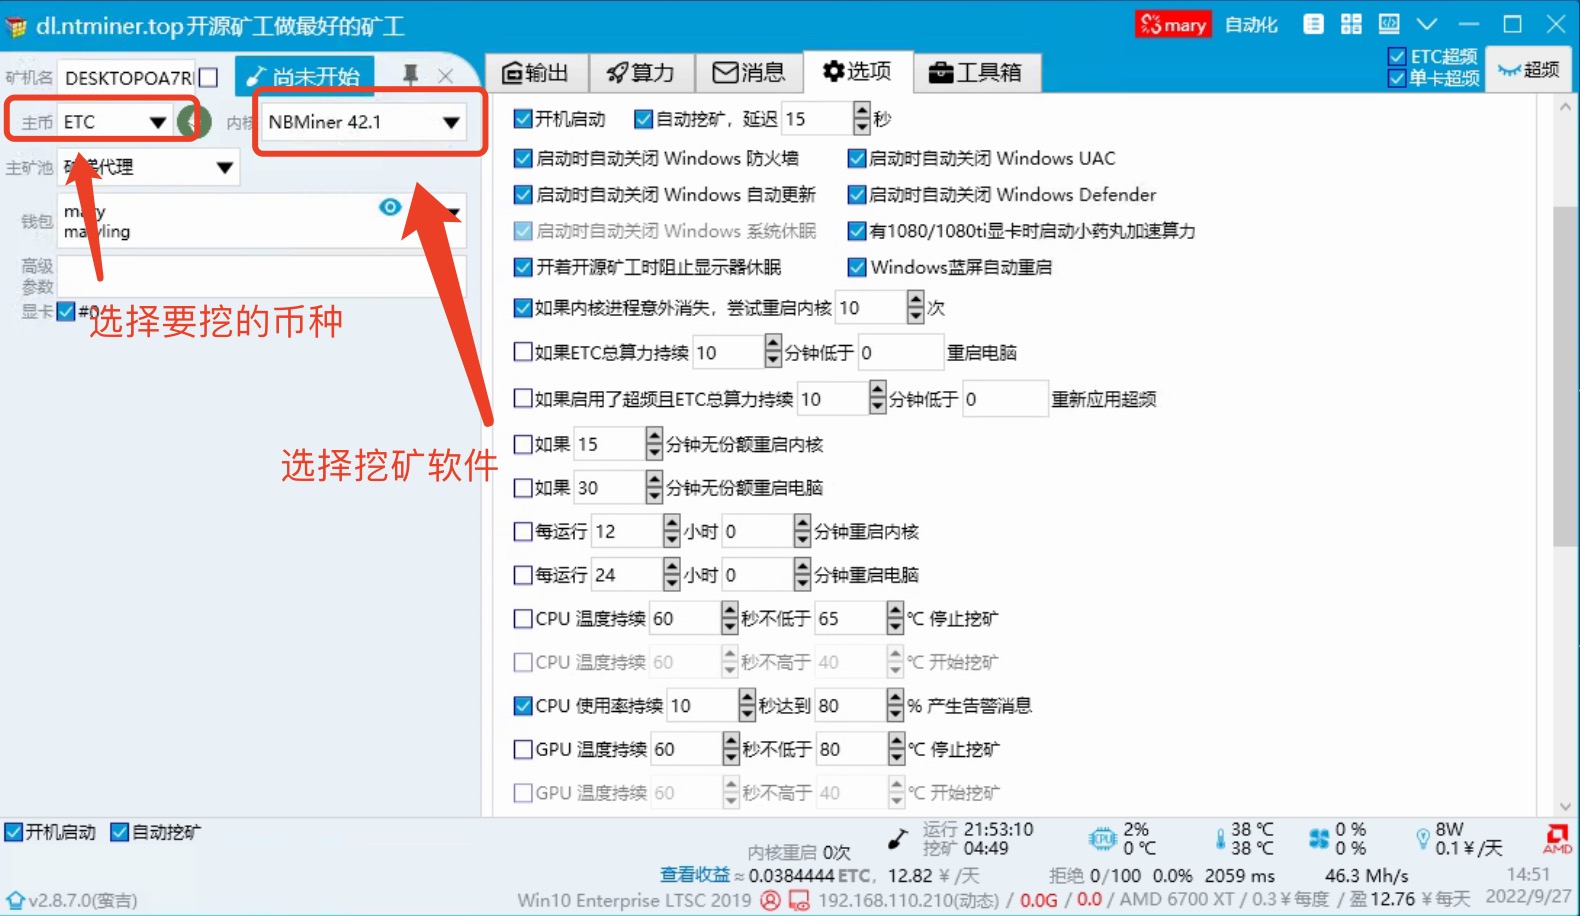 dl.ntminer.top 开源矿工做最好的矿工
mary 自动化
ETC超频
单卡超频
超频
矿机名 DESKTOPOA7R
尚未开始
输出 算力 消息 选项 工具箱
主币 ETC 内核 NBMiner 42.1
主矿池 代理
钱包 mary
maryling
高级
参数
显卡 #0
选择要挖的币种
选择挖矿软件
开机启动 自动挖矿，延迟 15 秒
启动时自动关闭 Windows 防火墙 启动时自动关闭 Windows UAC
启动时自动关闭 Windows 自动更新 启动时自动关闭 Windows Defender
启动时自动关闭 Windows 系统休眠 有1080/1080ti显卡时启动小药丸加速算力
开着开源矿工时阻止显示器休眠 Windows蓝屏自动重启
如果内核进程意外消失，尝试重启内核 10 次
如果ETC总算力持续 10 分钟低于 0 重启电脑
如果启用了超频且ETC总算力持续 10 分钟低于 0 重新应用超频
如果 15 分钟无份额重启内核
如果 30 分钟无份额重启电脑
每运行 12 小时 0 分钟重启内核
每运行 24 小时 0 分钟重启电脑
CPU 温度持续 60 秒不低于 65 ℃ 停止挖矿
CPU 温度持续 60 秒不高于 40 ℃ 开始挖矿
CPU 使用率持续 10 秒达到 80 % 产生告警消息
GPU 温度持续 60 秒不低于 80 ℃ 停止挖矿
GPU 温度持续 60 秒不高于 40 ℃ 开始挖矿
开机启动 自动挖矿
内核重启 0次
运行 21:53:10
挖矿 04:49
CPU 2%
0 ℃
38 ℃
38 ℃
0 %
0 %
8W
0.1 ¥/天
AMD
查看收益 ≈ 0.0384444 ETC, 12.82 ¥ /天 拒绝 0/100 0.0% 2059 ms 46.3 Mh/s 14:51
v2.8.7.0(蛮吉) Win10 Enterprise LTSC 2019 192.168.110.210(动态) / 0.0G / 0.0 / AMD 6700 XT / 0.3 ¥ 每度 / 盈 12.76 ¥ 每天 2022/9/27